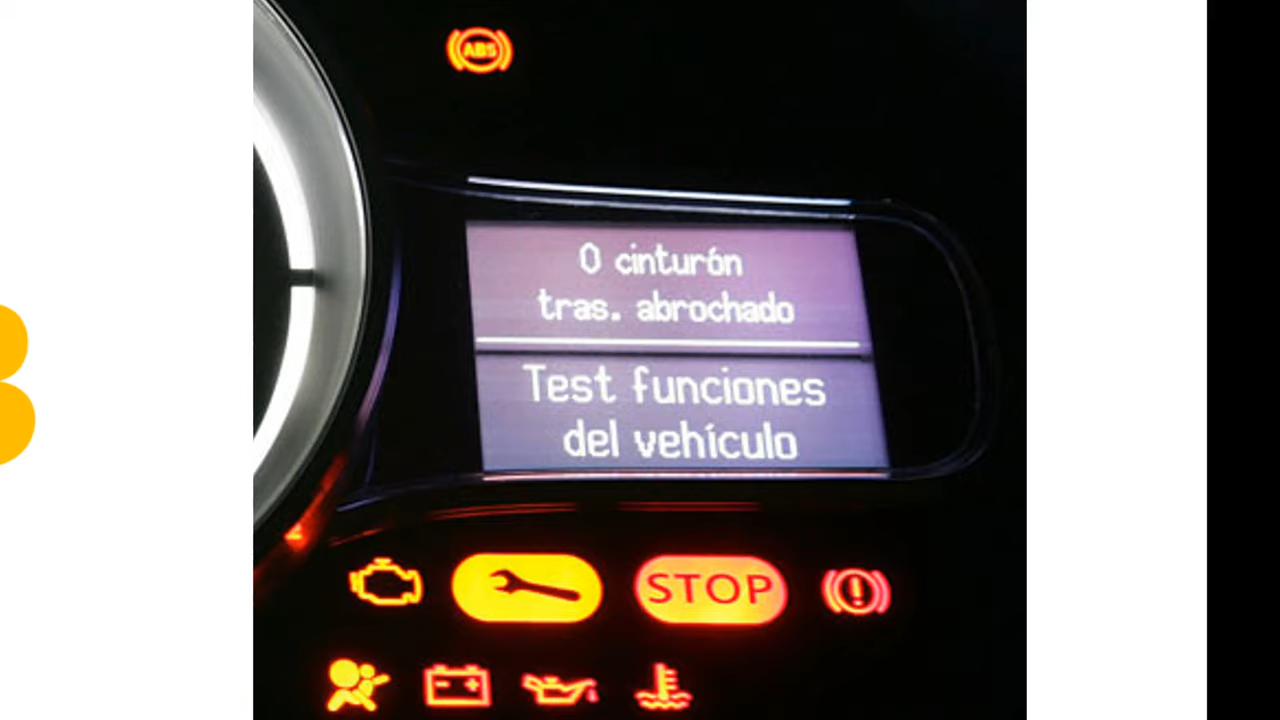 ABS
0 cinturón
tras. abrochado
Test funciones
del vehículo
STOP